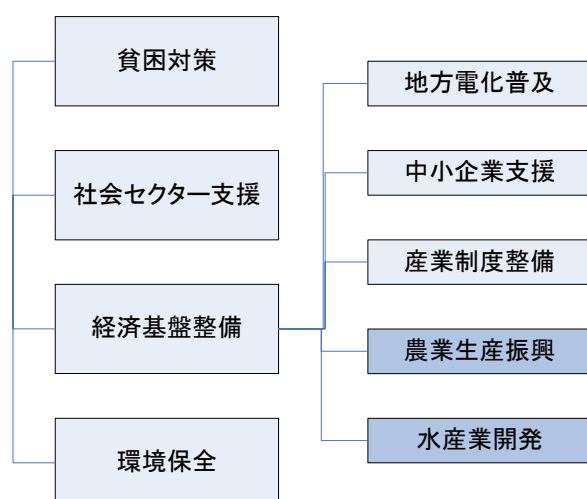 貧困対策
社会セクター支援
経済基盤整備
環境保全
地方電化普及
中小企業支援
産業制度整備
農業生産振興
水産業開発